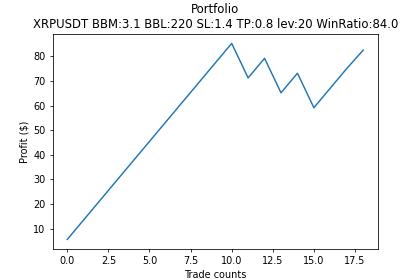 Portfolio
XRPUSDT BBM:3.1 BBL:220 SL:1.4 TP:0.8 lev:20 WinRatio:84.0
80
70
60
50
40
30
20
10
Profit ($)
0.0 2.5 5.0 7.5 10.0 12.5 15.0 17.5
Trade counts